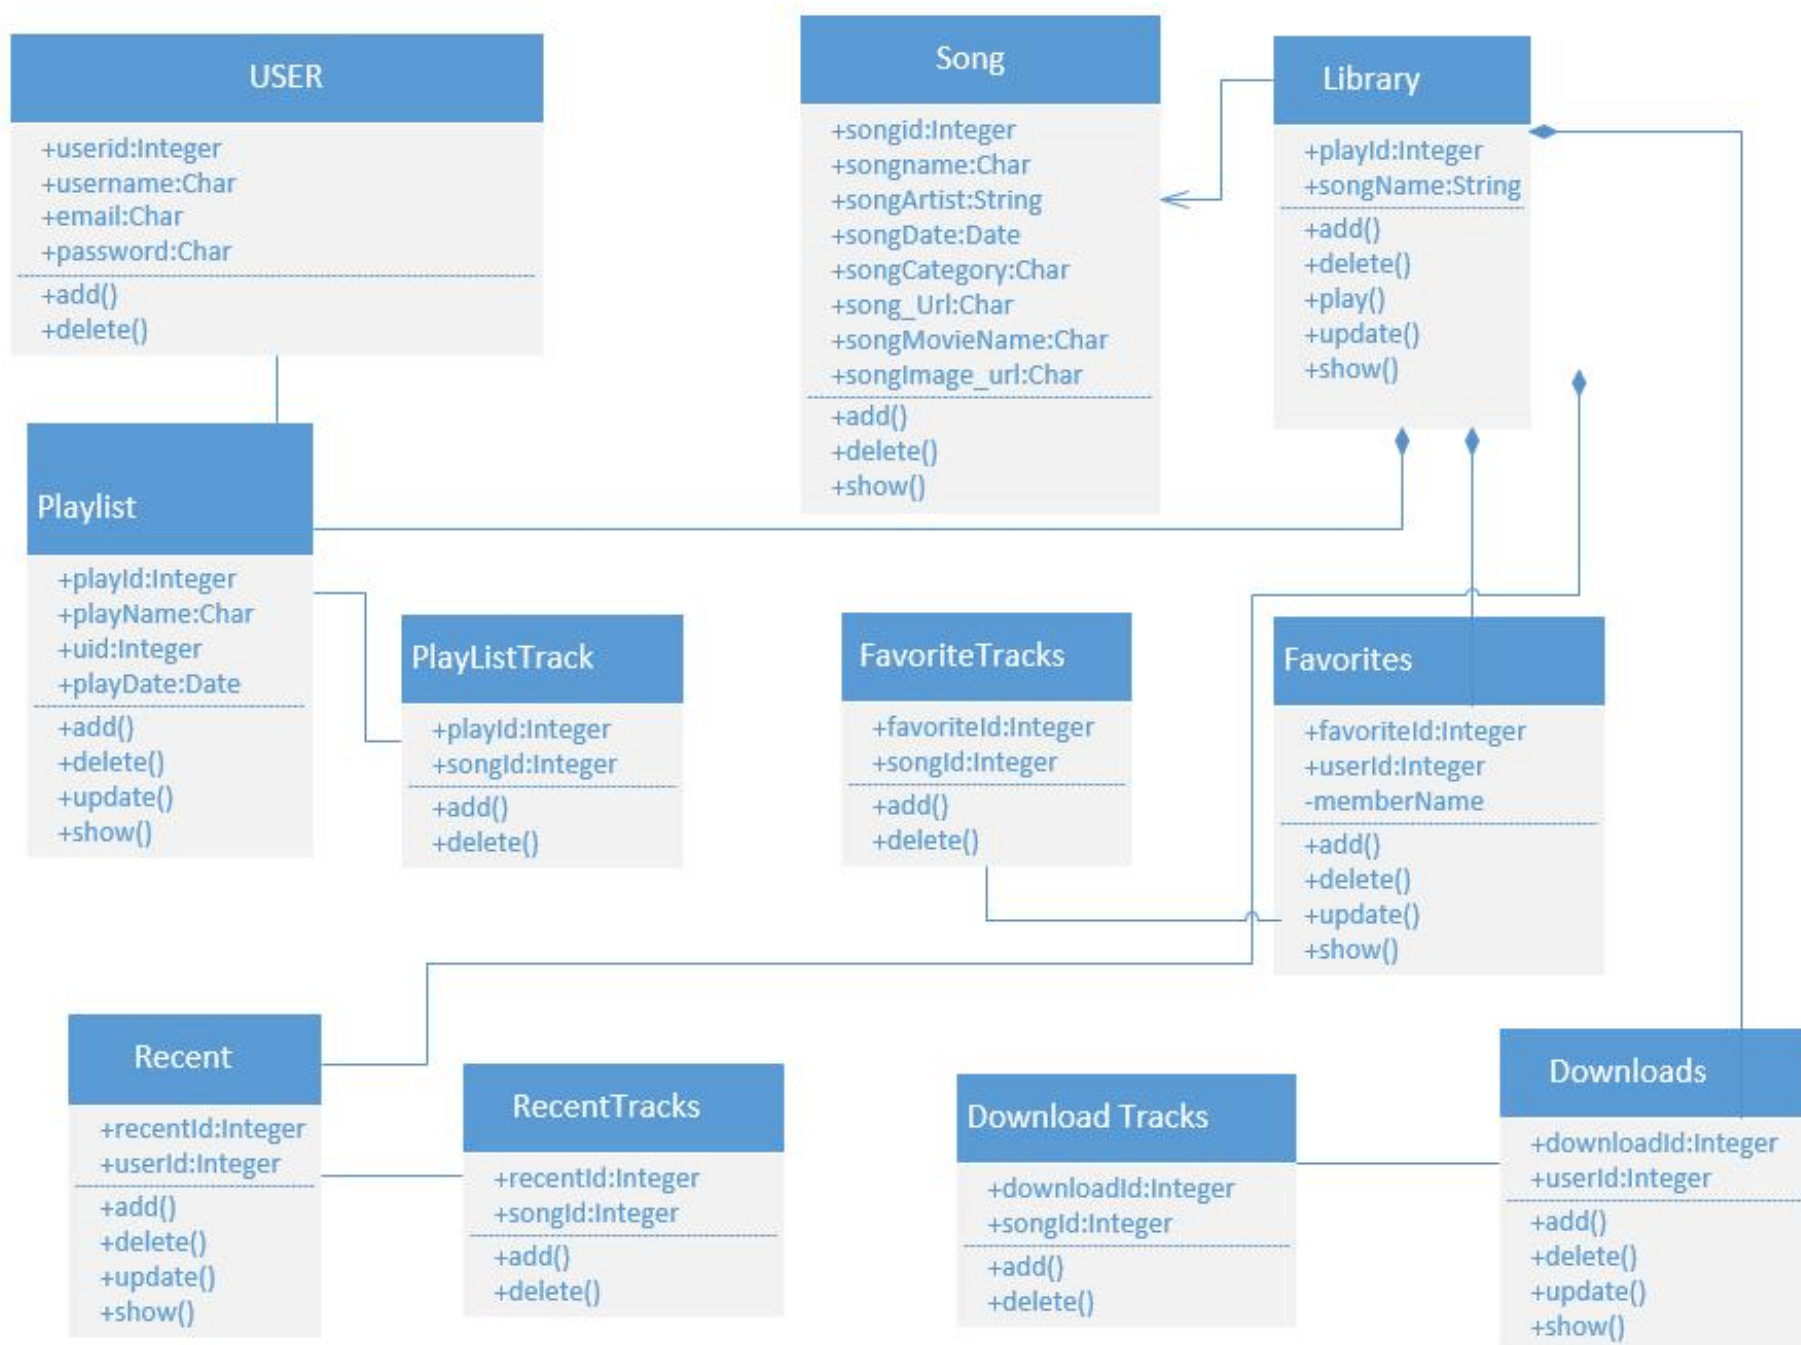 USER
+userid:Integer
+username:Char
+email:Char
+password:Char
+add()
+delete()
Song
+songid:Integer
+songname:Char
+songArtist:String
+songDate:Date
+songCategory:Char
+song_Url:Char
+songMovieName:Char
+songImage_url:Char
+add()
+delete()
+show()
Library
+playId:Integer
+songName:String
+add()
+delete()
+play()
+update()
+show()
Playlist
+playId:Integer
+playName:Char
+uid:Integer
+playDate:Date
+add()
+delete()
+update()
+show()
PlayListTrack
+playId:Integer
+songId:Integer
+add()
+delete()
FavoriteTracks
+favoriteId:Integer
+songId:Integer
+add()
+delete()
Favorites
+favoriteId:Integer
+userId:Integer
-memberName
+add()
+delete()
+update()
+show()
Recent
+recentId:Integer
+userId:Integer
+add()
+delete()
+update()
+show()
RecentTracks
+recentId:Integer
+songId:Integer
+add()
+delete()
Download Tracks
+downloadId:Integer
+songId:Integer
+add()
+delete()
Downloads
+downloadId:Integer
+userId:Integer
+add()
+delete()
+update()
+show()